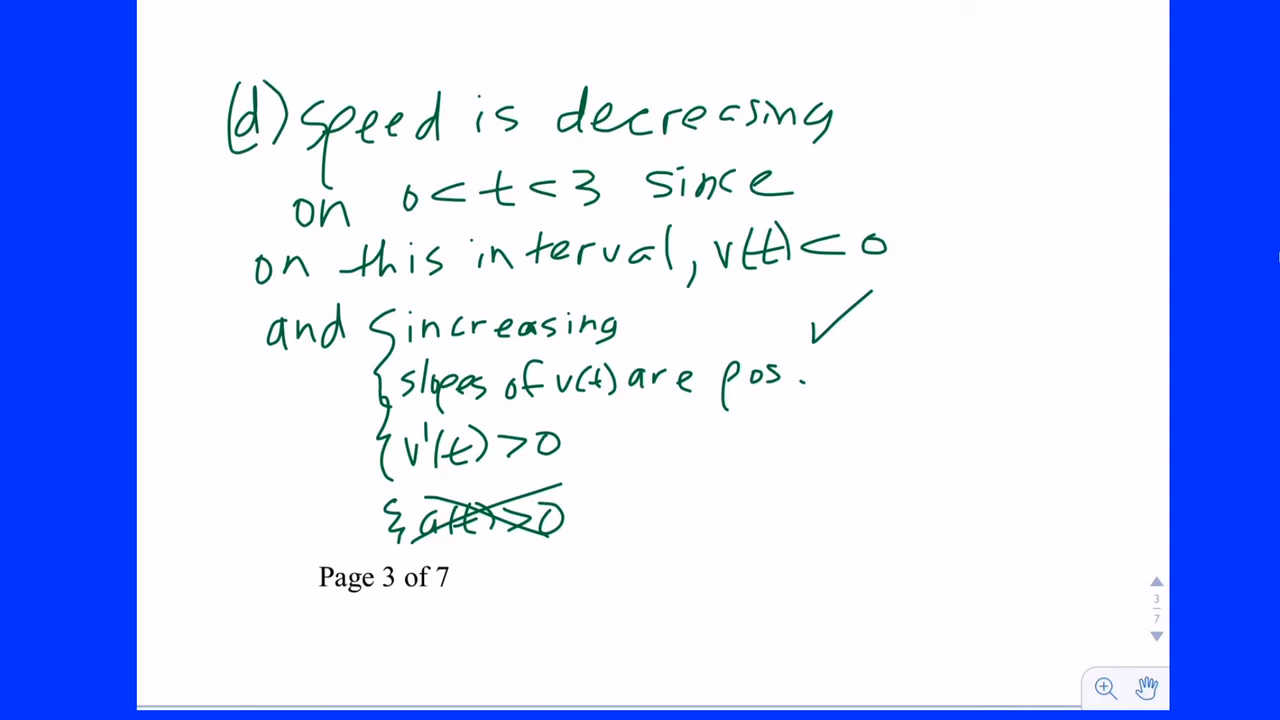 (d) speed is decreasing
on 0 < t < 3 since
on this interval, v(t) < 0
and { increasing ✓
{ slopes of v(t) are pos.
{ v'(t) > 0
{ a(t) > 0
Page 3 of 7
3
7